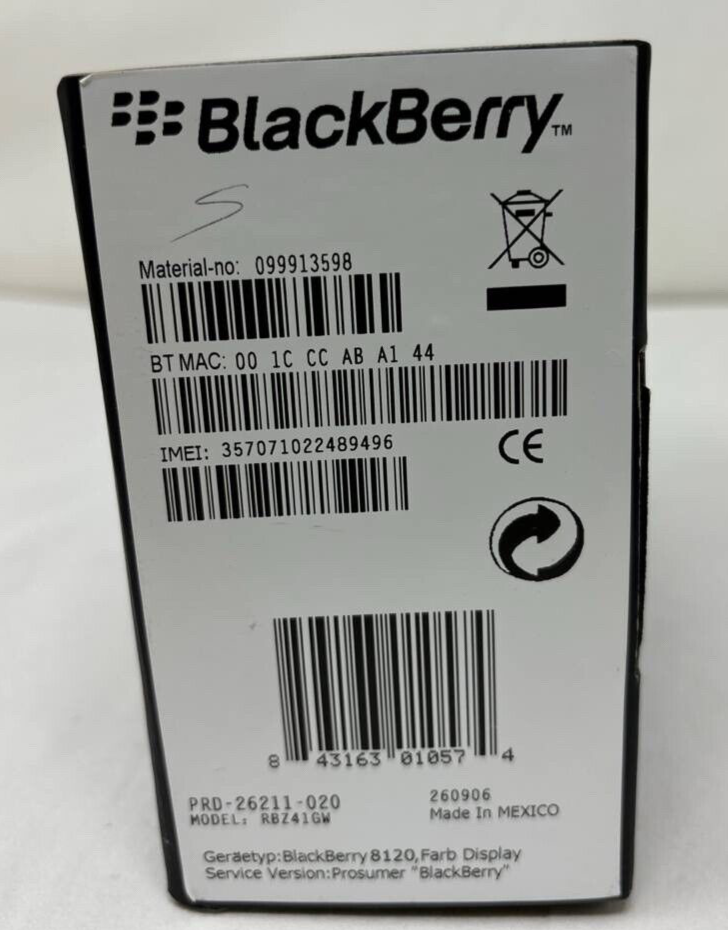 BlackBerry™
S
Material-no: 099913598
BT MAC: 00 1C CC AB A1 44
IMEI: 357071022489496
CE
8 43163 01057 4
PRD-26211-020
MODEL: RBZ41GW
260906
Made In MEXICO
Gerätetyp:BlackBerry 8120,Farb Display
Service Version:Prosumer "BlackBerry"